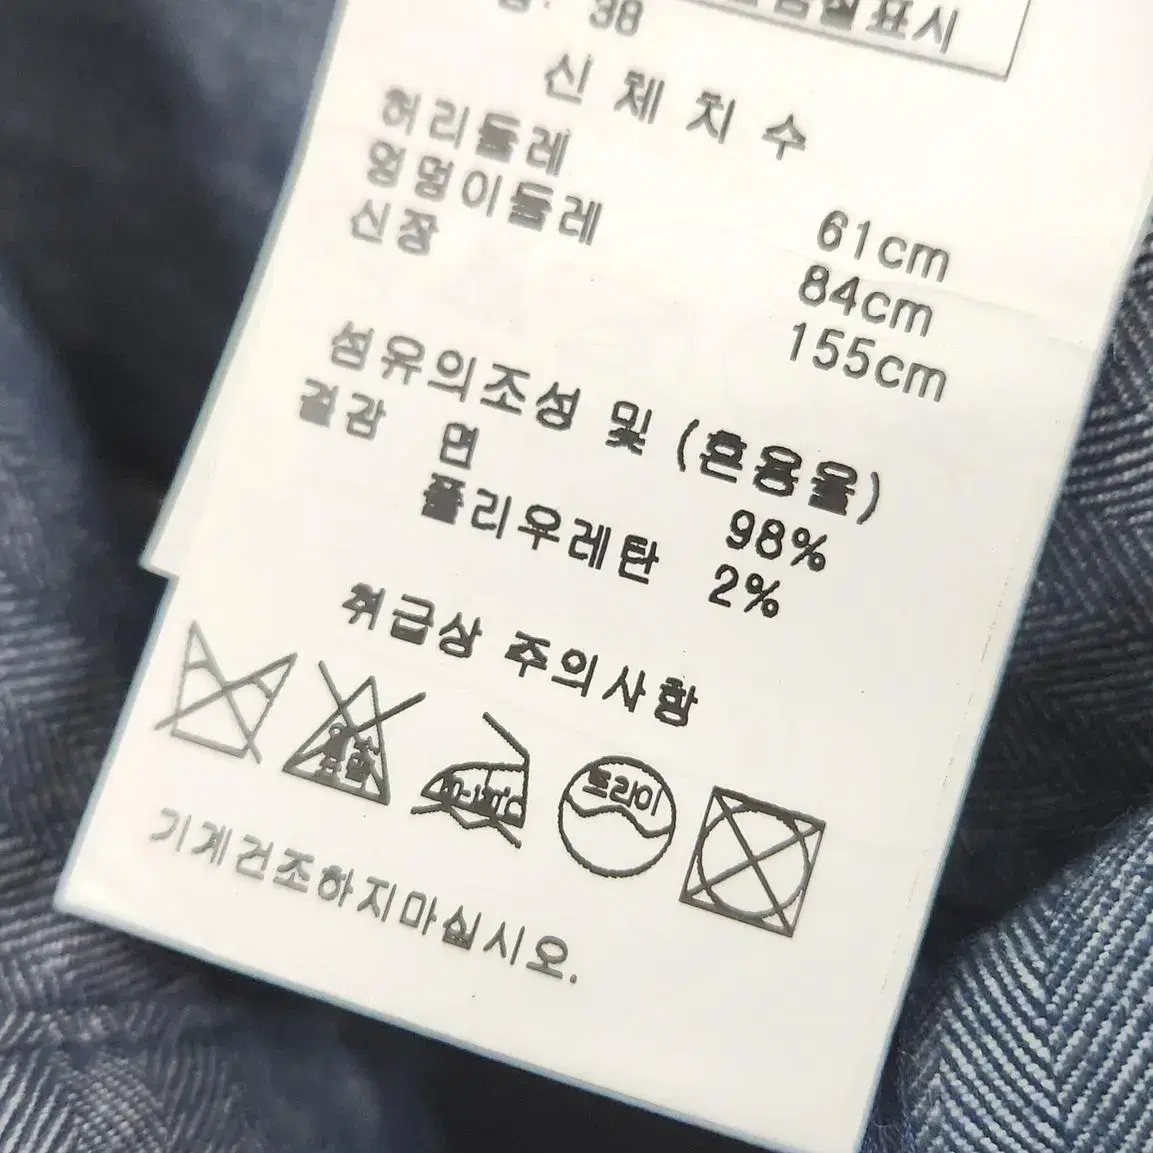 38
표시
신체치수
허리둘레 61cm
엉덩이둘레 84cm
신장 155cm
섬유의조성 및 (혼용율)
겉감 면 98%
폴리우레탄 2%
취급상 주의사항
드라이
기계건조하지마십시오.